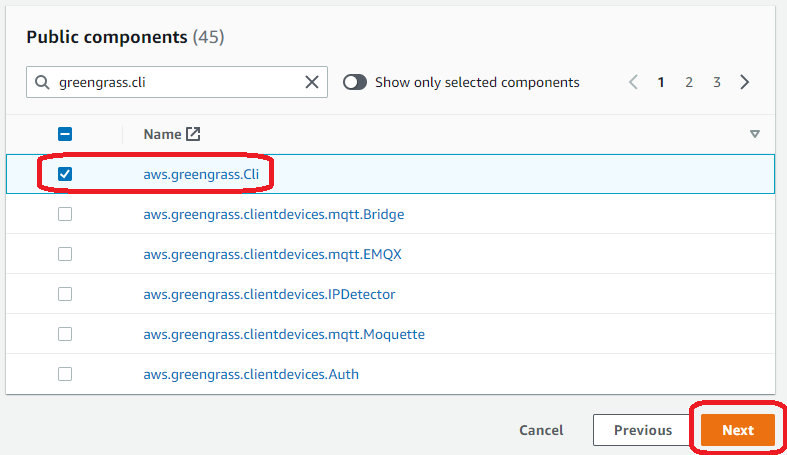 Public components (45)
greengrass.cli
Show only selected components
1 2 3
Name
aws.greengrass.Cli
aws.greengrass.clientdevices.mqtt.Bridge
aws.greengrass.clientdevices.mqtt.EMQX
aws.greengrass.clientdevices.IPDetector
aws.greengrass.clientdevices.mqtt.Moquette
aws.greengrass.clientdevices.Auth
Cancel Previous Next